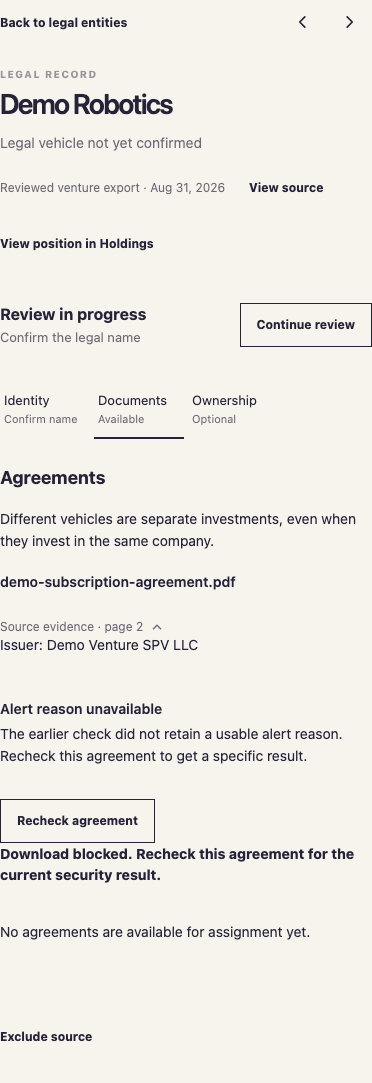 Back to legal entities
LEGAL RECORD
Demo Robotics
Legal vehicle not yet confirmed
Reviewed venture export · Aug 31, 2026 View source
View position in Holdings
Review in progress
Confirm the legal name
Continue review
Identity Documents Ownership
Confirm name Available Optional
Agreements
Different vehicles are separate investments, even when
they invest in the same company.
demo-subscription-agreement.pdf
Source evidence · page 2
Issuer: Demo Venture SPV LLC
Alert reason unavailable
The earlier check did not retain a usable alert reason.
Recheck this agreement to get a specific result.
Recheck agreement
Download blocked. Recheck this agreement for the
current security result.
No agreements are available for assignment yet.
Exclude source